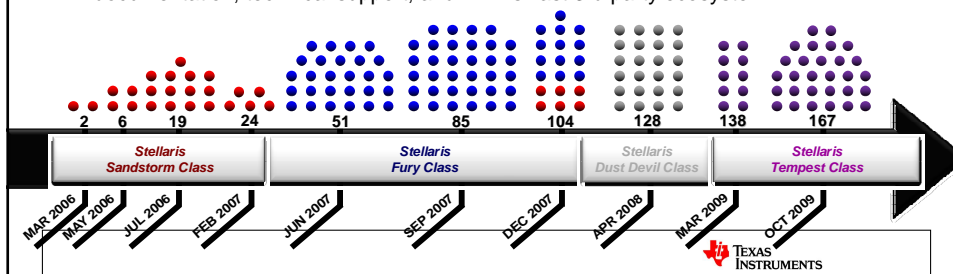 2 6 19 24 51 85 104 128 138 167
Stellaris Stellaris Stellaris Stellaris
Sandstorm Class Fury Class Dust Devil Class Tempest Class
MAR 2006 MAY 2006 JUL 2006 FEB 2007 JUN 2007 SEP 2007 DEC 2007 APR 2008 MAR 2009 OCT 2009
TEXAS
INSTRUMENTS